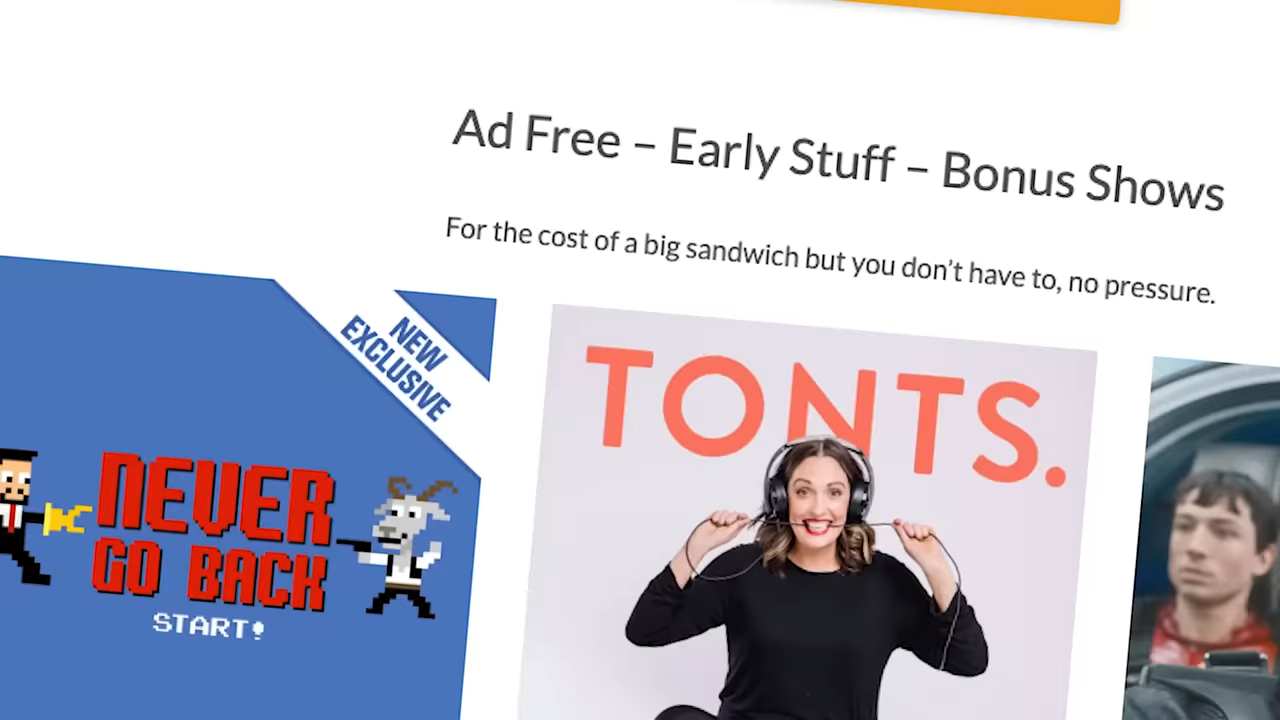 Ad Free – Early Stuff – Bonus Shows
For the cost of a big sandwich but you don't have to, no pressure.
NEW
EXCLUSIVE
NEVER
GO BACK
START!
TONTS.